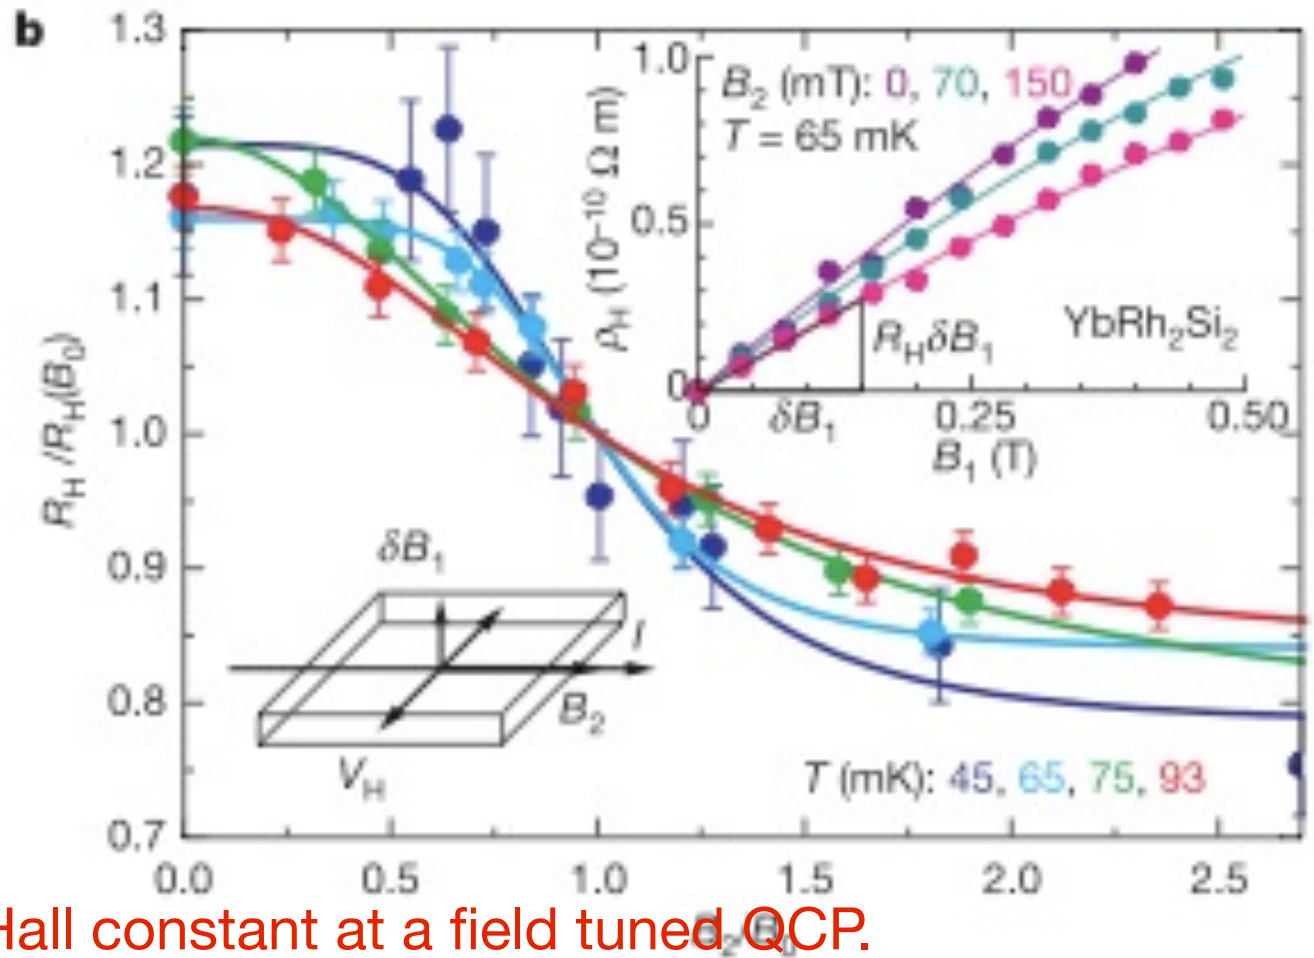 b
1.3
1.2
1.1
1.0
0.9
0.8
0.7
R_H /R_H(B_0)
0.0 0.5 1.0 1.5 2.0 2.5
B_2/B_0
δB_1
I
B_2
V_H
T (mK): 45, 65, 75, 93
1.0
0.5
0
ρ_H (10⁻¹⁰ Ω m)
B_2 (mT): 0, 70, 150
T = 65 mK
YbRh_2Si_2
R_HδB_1
0 δB_1 0.25 0.50
B_1 (T)
Hall constant at a field tuned QCP.